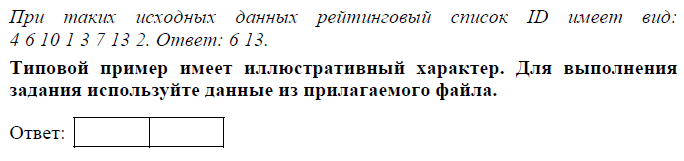 При таких исходных данных рейтинговый список ID имеет вид:
4 6 10 1 3 7 13 2. Ответ: 6 13.
Типовой пример имеет иллюстративный характер. Для выполнения
задания используйте данные из прилагаемого файла.
Ответ: